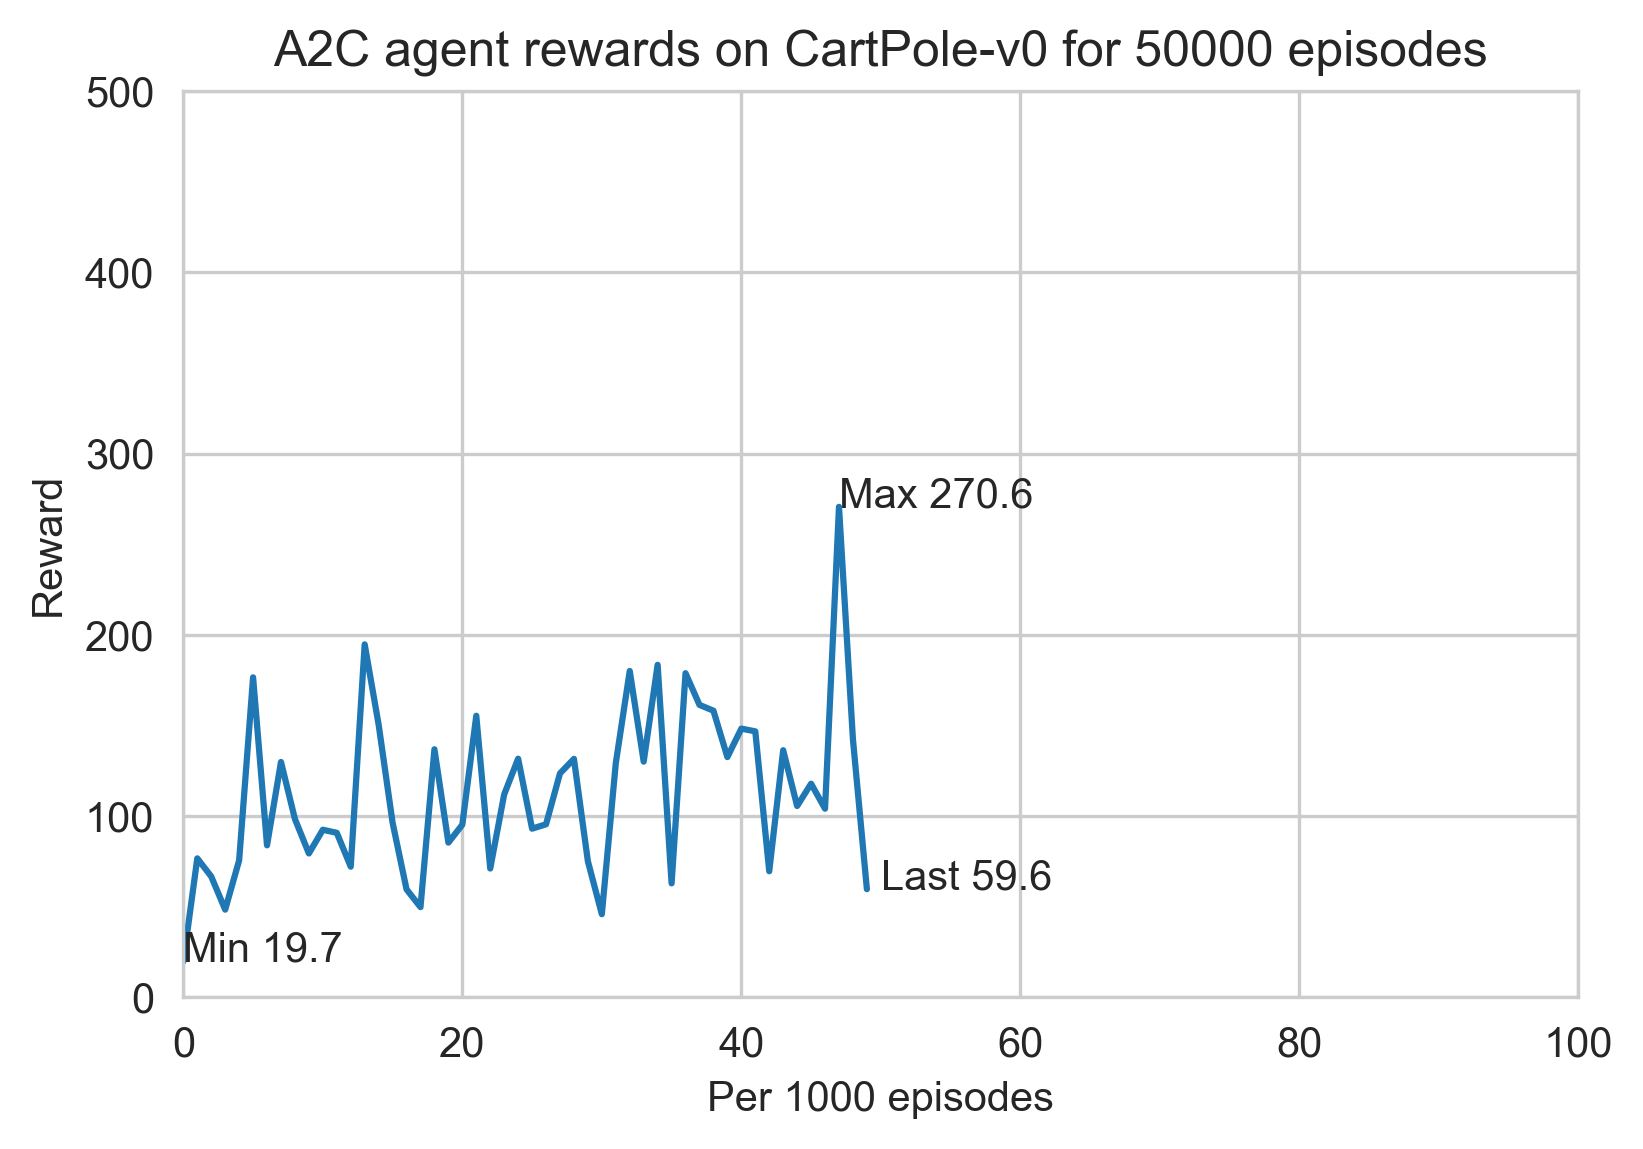 A2C agent rewards on CartPole-v0 for 50000 episodes
500
400
300
200
100
0
Reward
Max 270.6
Last 59.6
Min 19.7
0 20 40 60 80 100
Per 1000 episodes